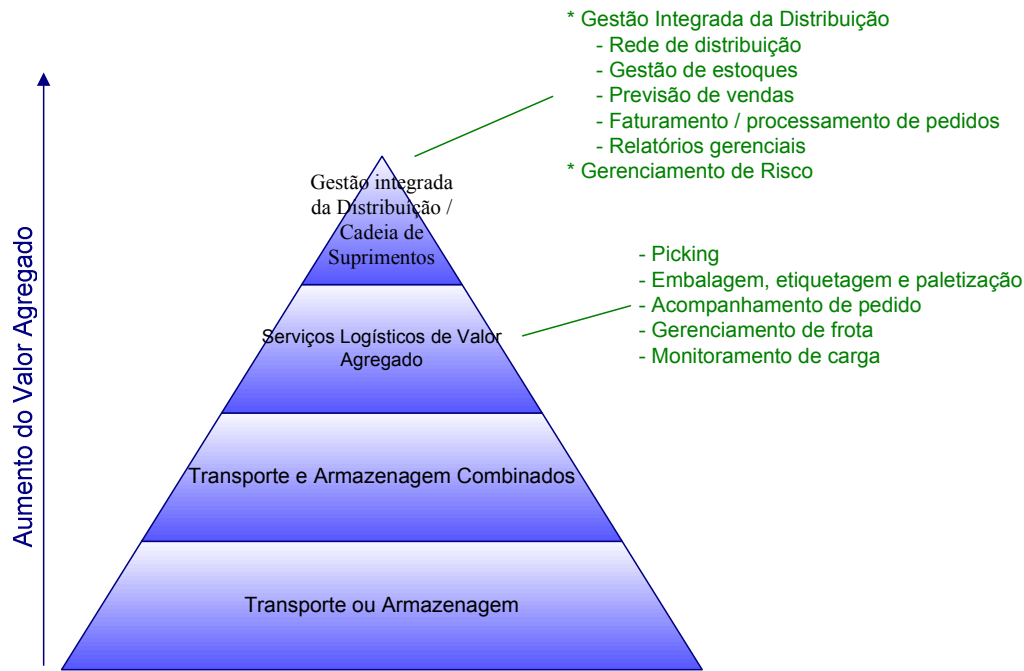 * Gestão Integrada da Distribuição
- Rede de distribuição
- Gestão de estoques
- Previsão de vendas
- Faturamento / processamento de pedidos
- Relatórios gerenciais
* Gerenciamento de Risco
Gestão integrada
da Distribuição /
Cadeia de
Suprimentos
- Picking
- Embalagem, etiquetagem e paletização
- Acompanhamento de pedido
- Gerenciamento de frota
- Monitoramento de carga
Serviços Logísticos de Valor
Agregado
Transporte e Armazenagem Combinados
Transporte ou Armazenagem
Aumento do Valor Agregado